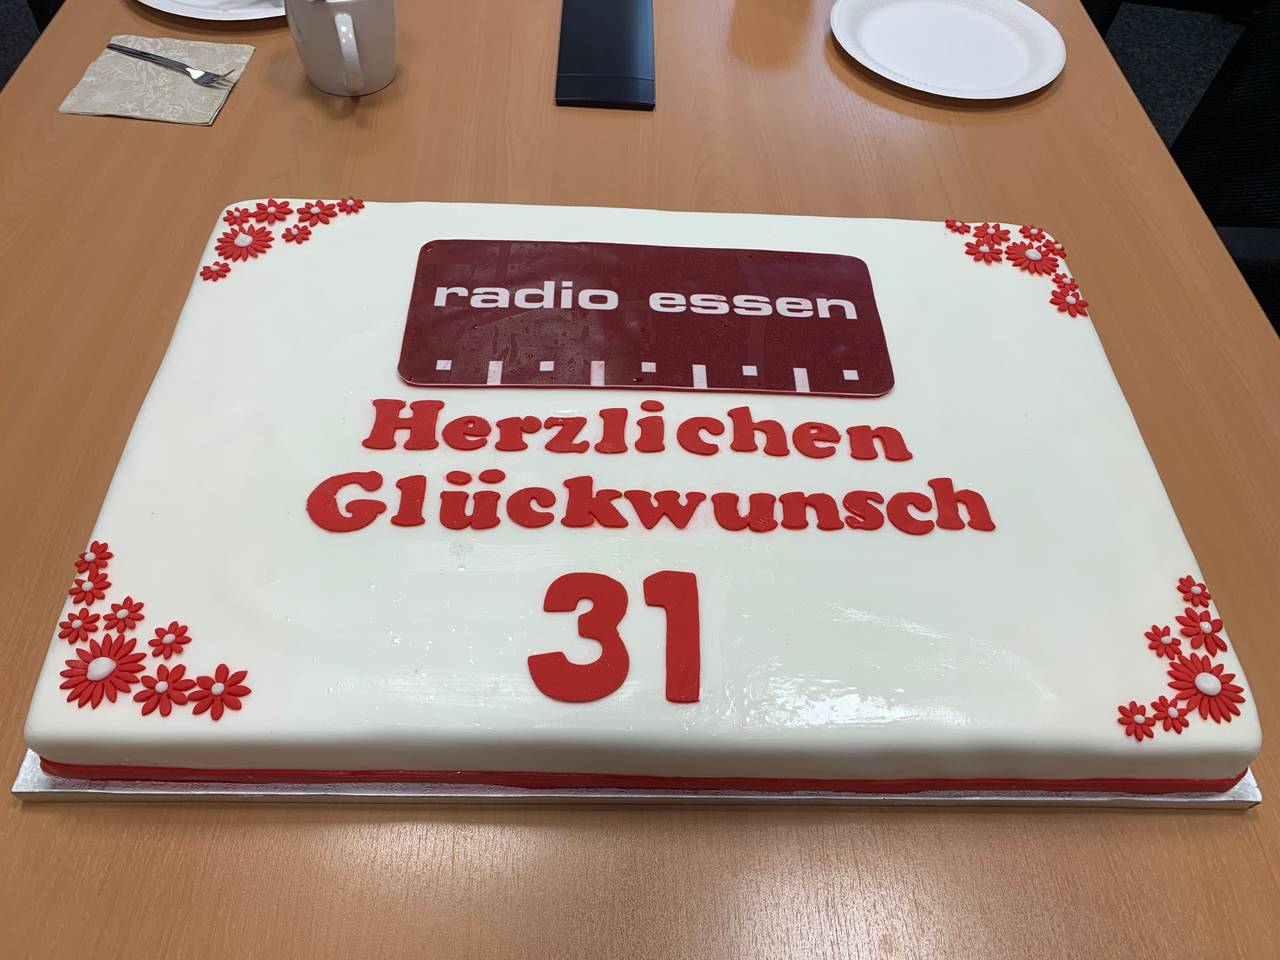 radio essen
Herzlichen
Glückwunsch
31